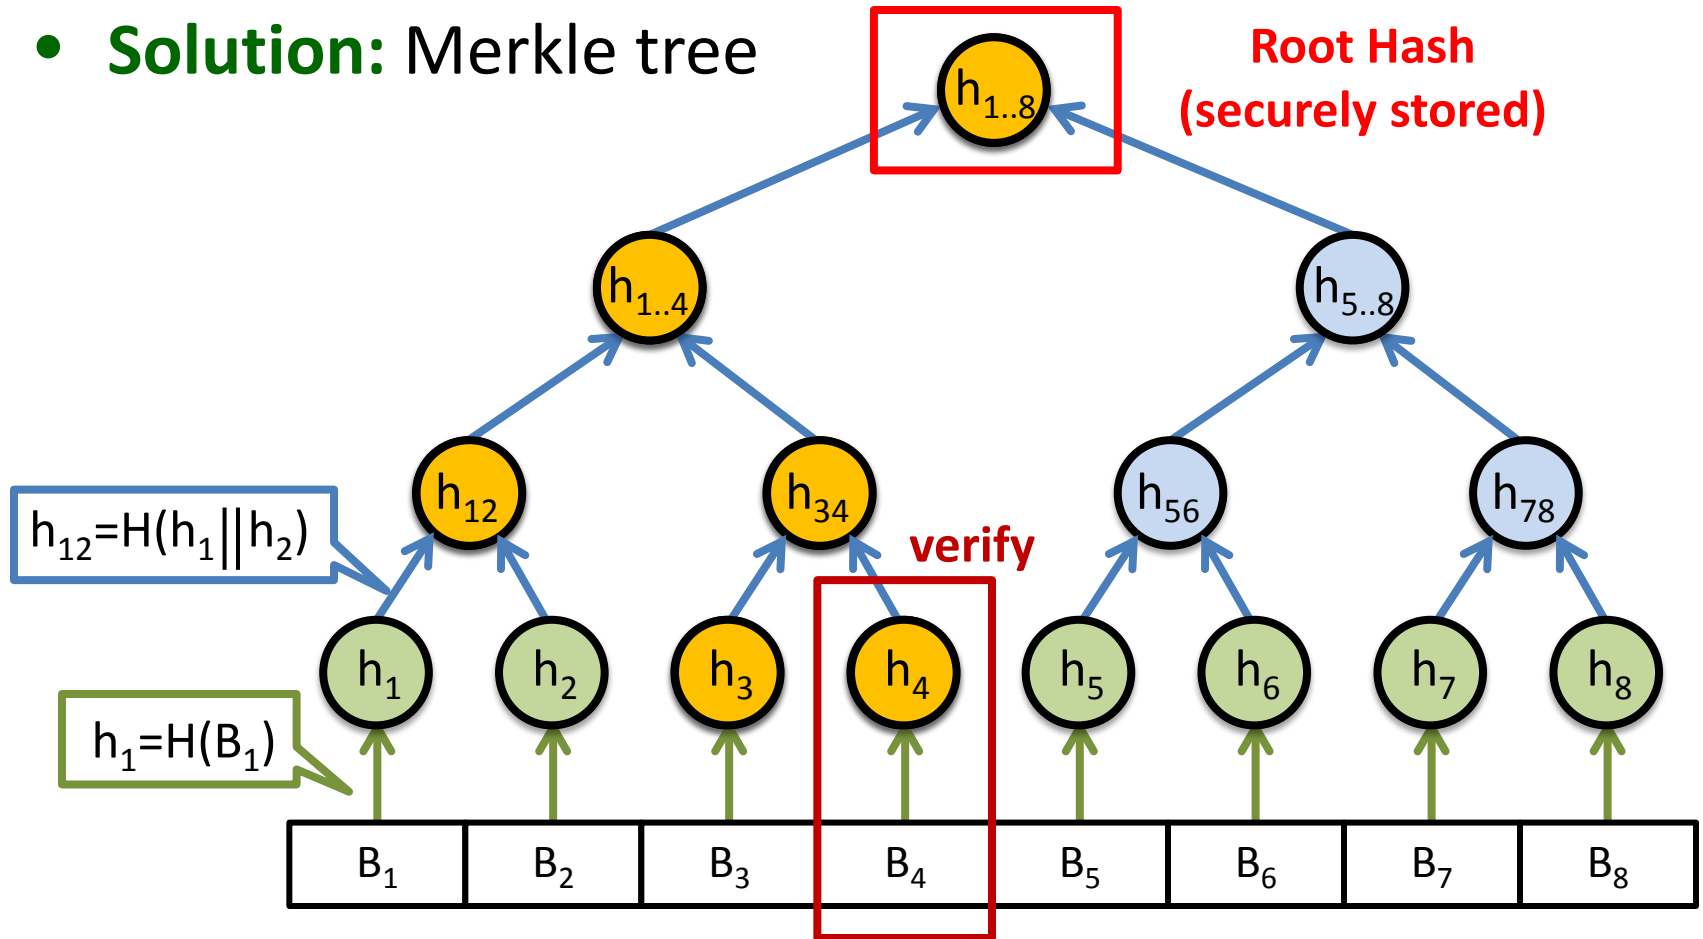 • Solution: Merkle tree
Root Hash
(securely stored)
h1..8
h1..4
h5..8
h12
h34
h56
h78
h12=H(h1||h2)
verify
h1
h2
h3
h4
h5
h6
h7
h8
h1=H(B1)
B1
B2
B3
B4
B5
B6
B7
B8